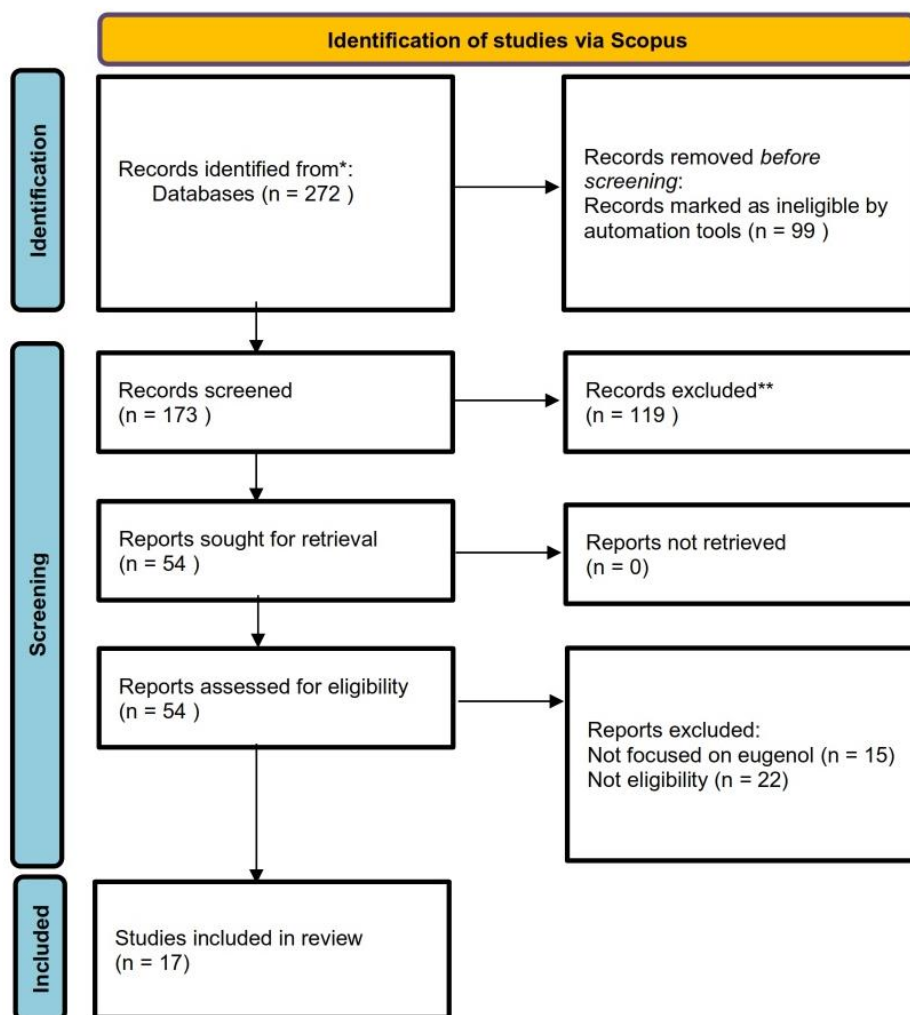 Identification of studies via Scopus
Identification
Records identified from*:
Databases (n = 272 )
Records removed before
screening:
Records marked as ineligible by
automation tools (n = 99 )
Screening
Records screened
(n = 173 )
Records excluded**
(n = 119 )
Reports sought for retrieval
(n = 54 )
Reports not retrieved
(n = 0)
Reports assessed for eligibility
(n = 54 )
Reports excluded:
Not focused on eugenol (n = 15)
Not eligibility (n = 22)
Included
Studies included in review
(n = 17)